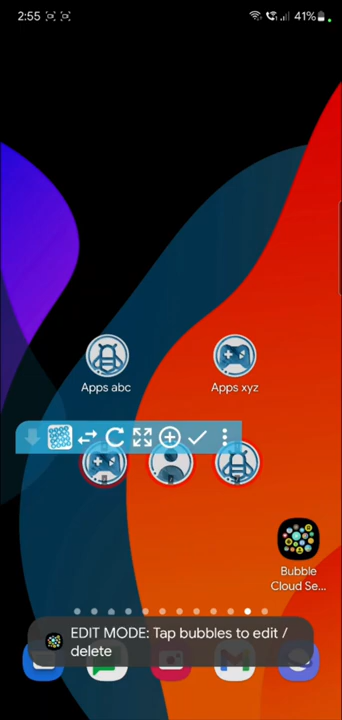 2:55
41%
Apps abc
Apps xyz
Bubble
Cloud Se...
EDIT MODE: Tap bubbles to edit /
delete